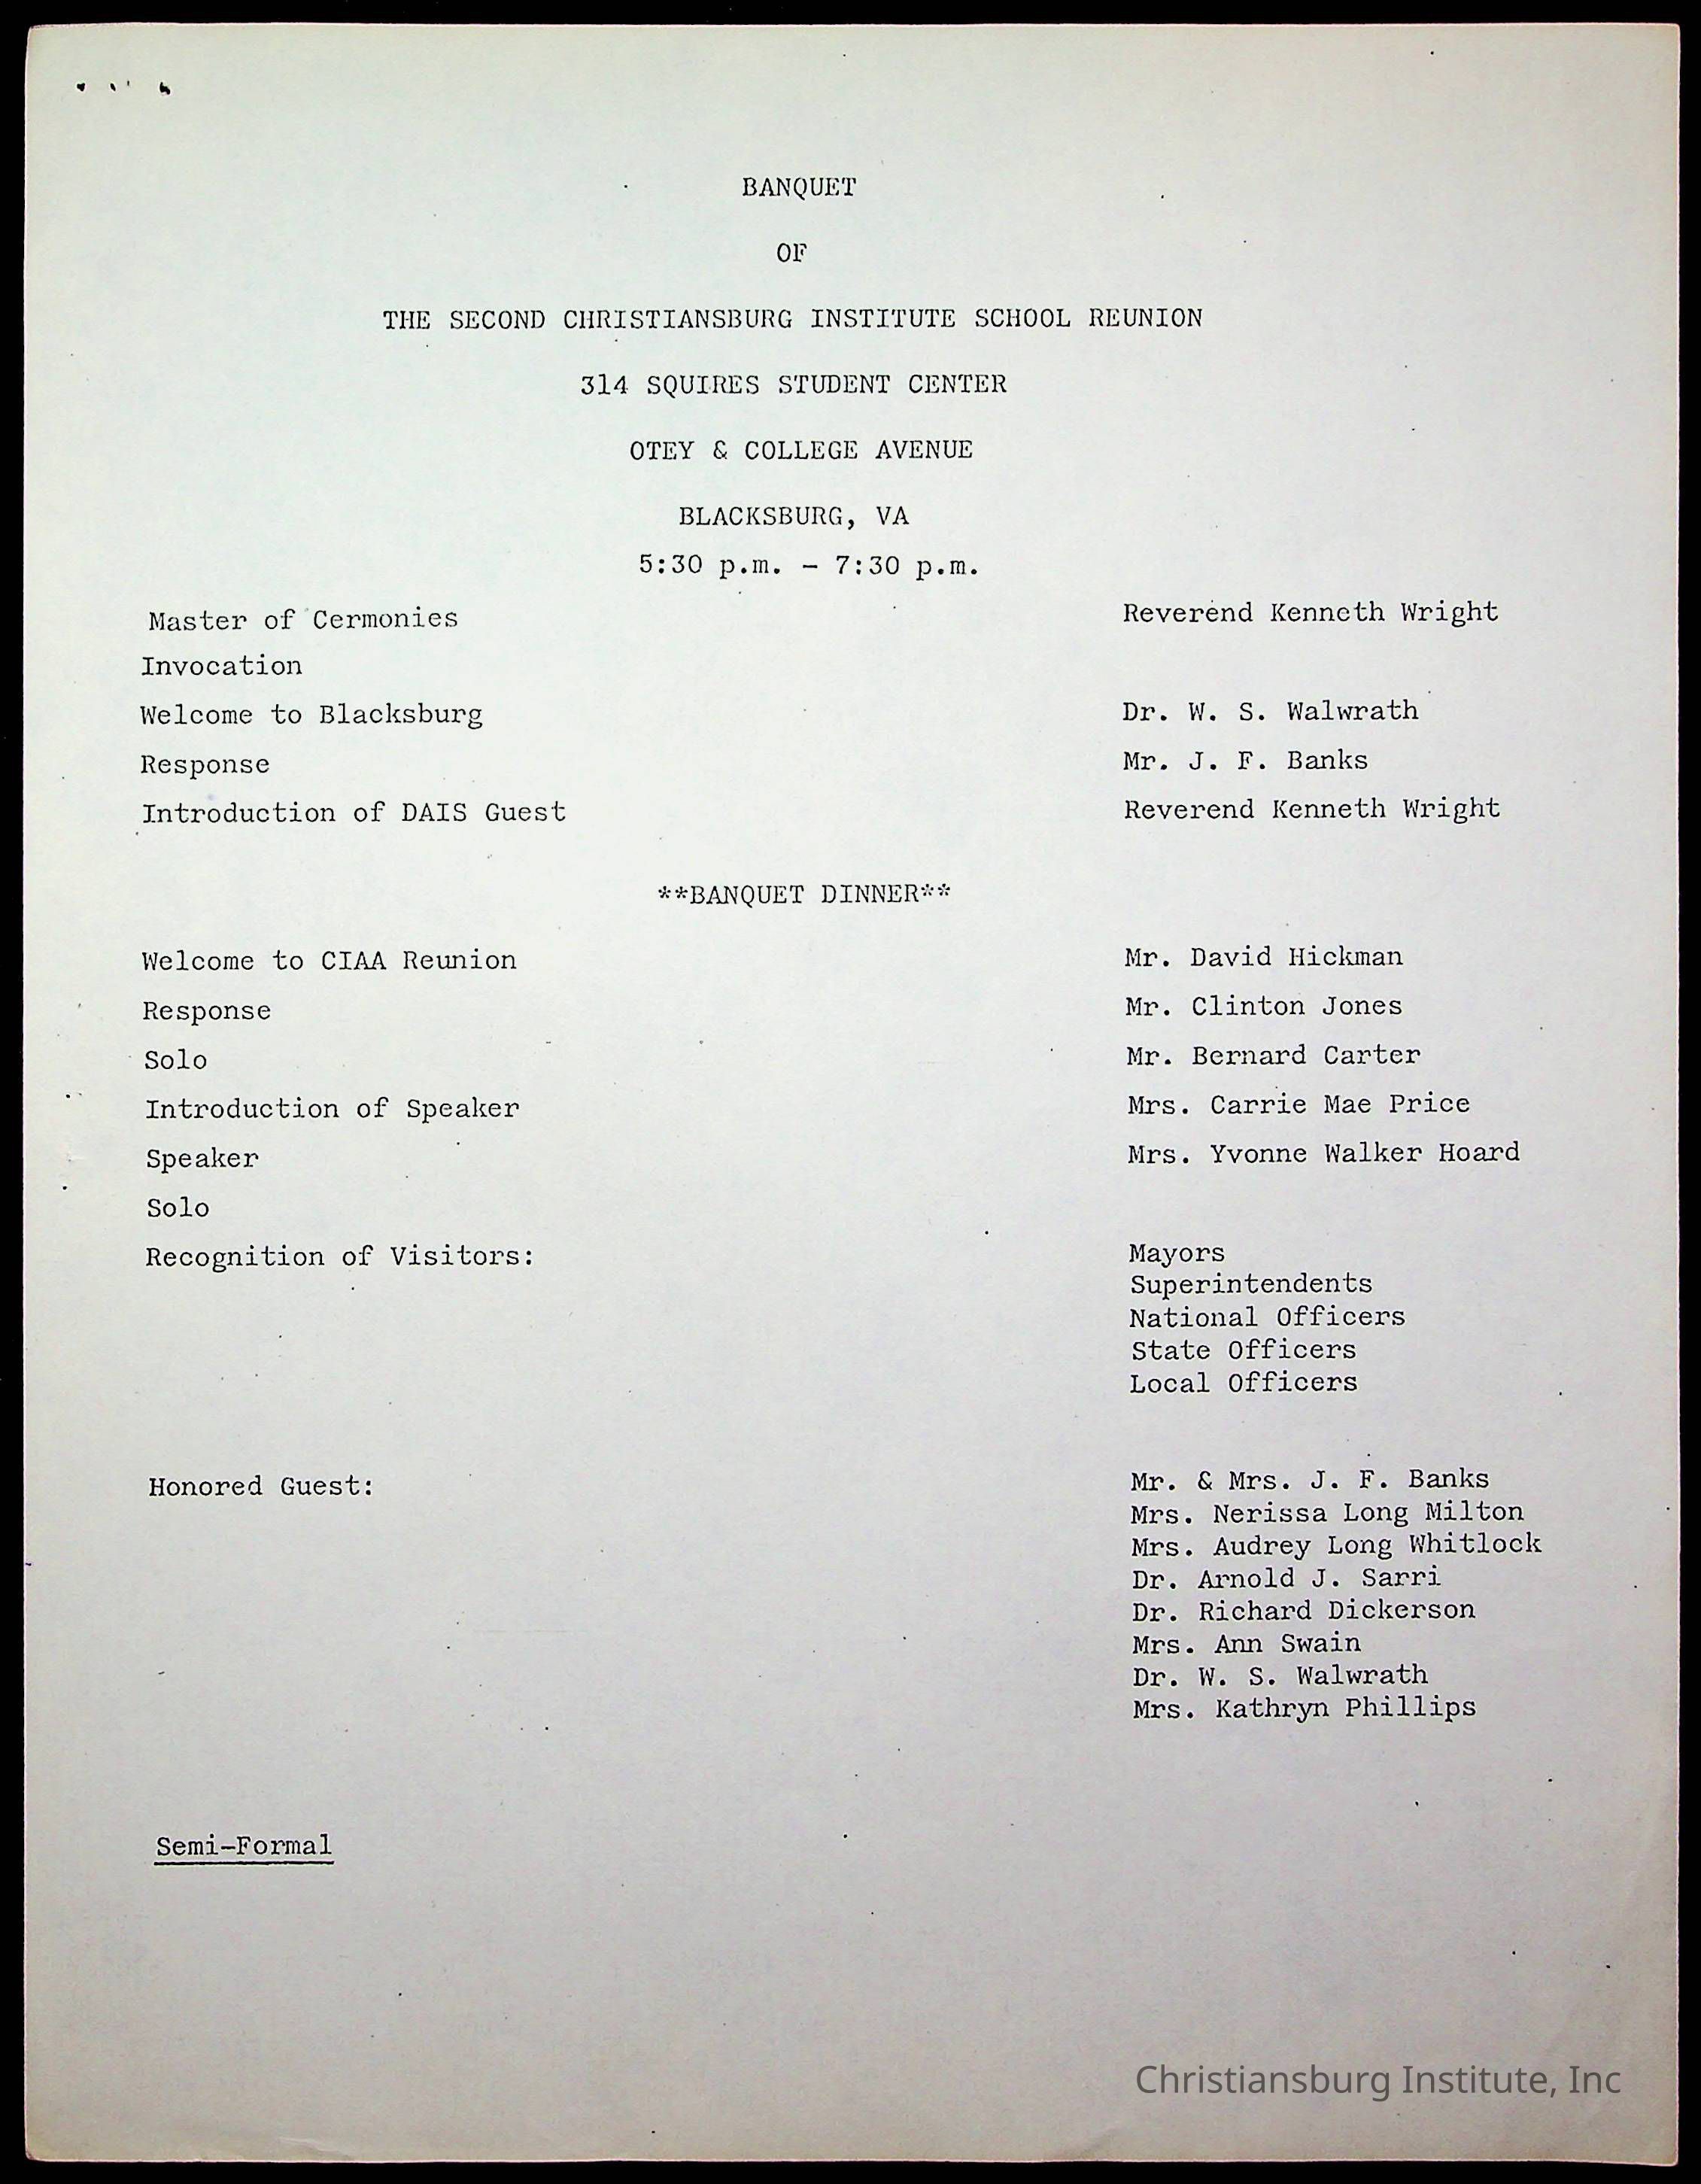 BANQUET
OF
THE SECOND CHRISTIANSBURG INSTITUTE SCHOOL REUNION
314 SQUIRES STUDENT CENTER
OTEY & COLLEGE AVENUE
BLACKSBURG, VA
5:30 p.m. - 7:30 p.m.
Master of Cermonies Reverend Kenneth Wright
Invocation
Welcome to Blacksburg Dr. W. S. Walwrath
Response Mr. J. F. Banks
Introduction of DAIS Guest Reverend Kenneth Wright
**BANQUET DINNER**
Welcome to CIAA Reunion Mr. David Hickman
Response Mr. Clinton Jones
Solo Mr. Bernard Carter
Introduction of Speaker Mrs. Carrie Mae Price
Speaker Mrs. Yvonne Walker Hoard
Solo
Recognition of Visitors: Mayors
Superintendents
National Officers
State Officers
Local Officers
Honored Guest: Mr. & Mrs. J. F. Banks
Mrs. Nerissa Long Milton
Mrs. Audrey Long Whitlock
Dr. Arnold J. Sarri
Dr. Richard Dickerson
Mrs. Ann Swain
Dr. W. S. Walwrath
Mrs. Kathryn Phillips
Semi-Formal
Christiansburg Institute, Inc